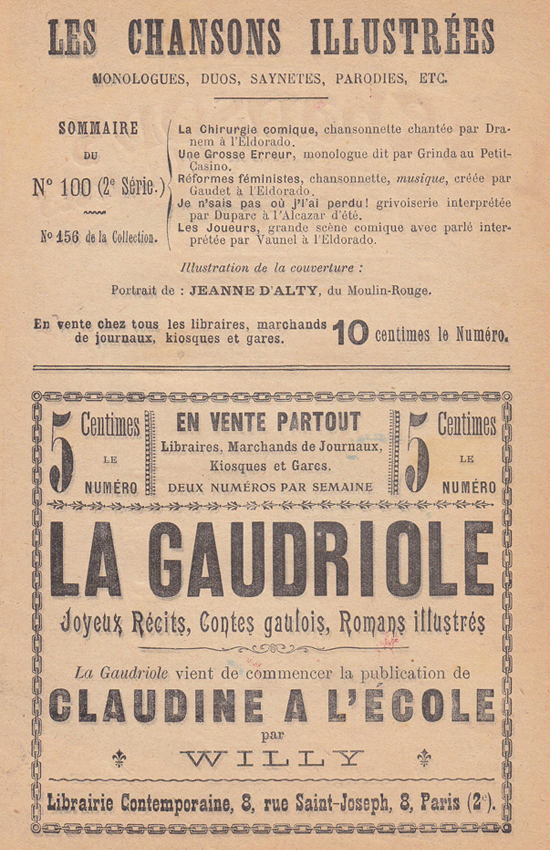 LES CHANSONS ILLUSTRÉES
MONOLOGUES, DUOS, SAYNETES, PARODIES, ETC.
SOMMAIRE
DU
N° 100 (2e Série.)
N° 156 de la Collection.
La Chirurgie comique, chansonnette chantée par Dra-
nem à l'Eldorado.
Une Grosse Erreur, monologue dit par Grinda au Petit-
Casino.
Réformes féministes, chansonnette, musique, créée par
Gaudet à l'Eldorado.
Je n'sais pas où j'l'ai perdu! grivoiserie interprétée
par Duparc à l'Alcazar d'été.
Les Joueurs, grande scène comique avec parlé inter-
prétée par Vaunel à l'Eldorado.
Illustration de la couverture :
Portrait de : JEANNE D'ALTY, du Moulin-Rouge.
En vente chez tous les libraires, marchands
de journaux, kiosques et gares.
10 centimes le Numéro.
5 Centimes
LE
NUMÉRO
EN VENTE PARTOUT
Libraires, Marchands de Journaux,
Kiosques et Gares.
DEUX NUMÉROS PAR SEMAINE
5 Centimes
LE
NUMÉRO
LA GAUDRIOLE
Joyeux Récits, Contes gaulois, Romans illustrés
La Gaudriole vient de commencer la publication de
CLAUDINE A L'ÉCOLE
par
WILLY
Librairie Contemporaine, 8, rue Saint-Joseph, 8, Paris (2e).